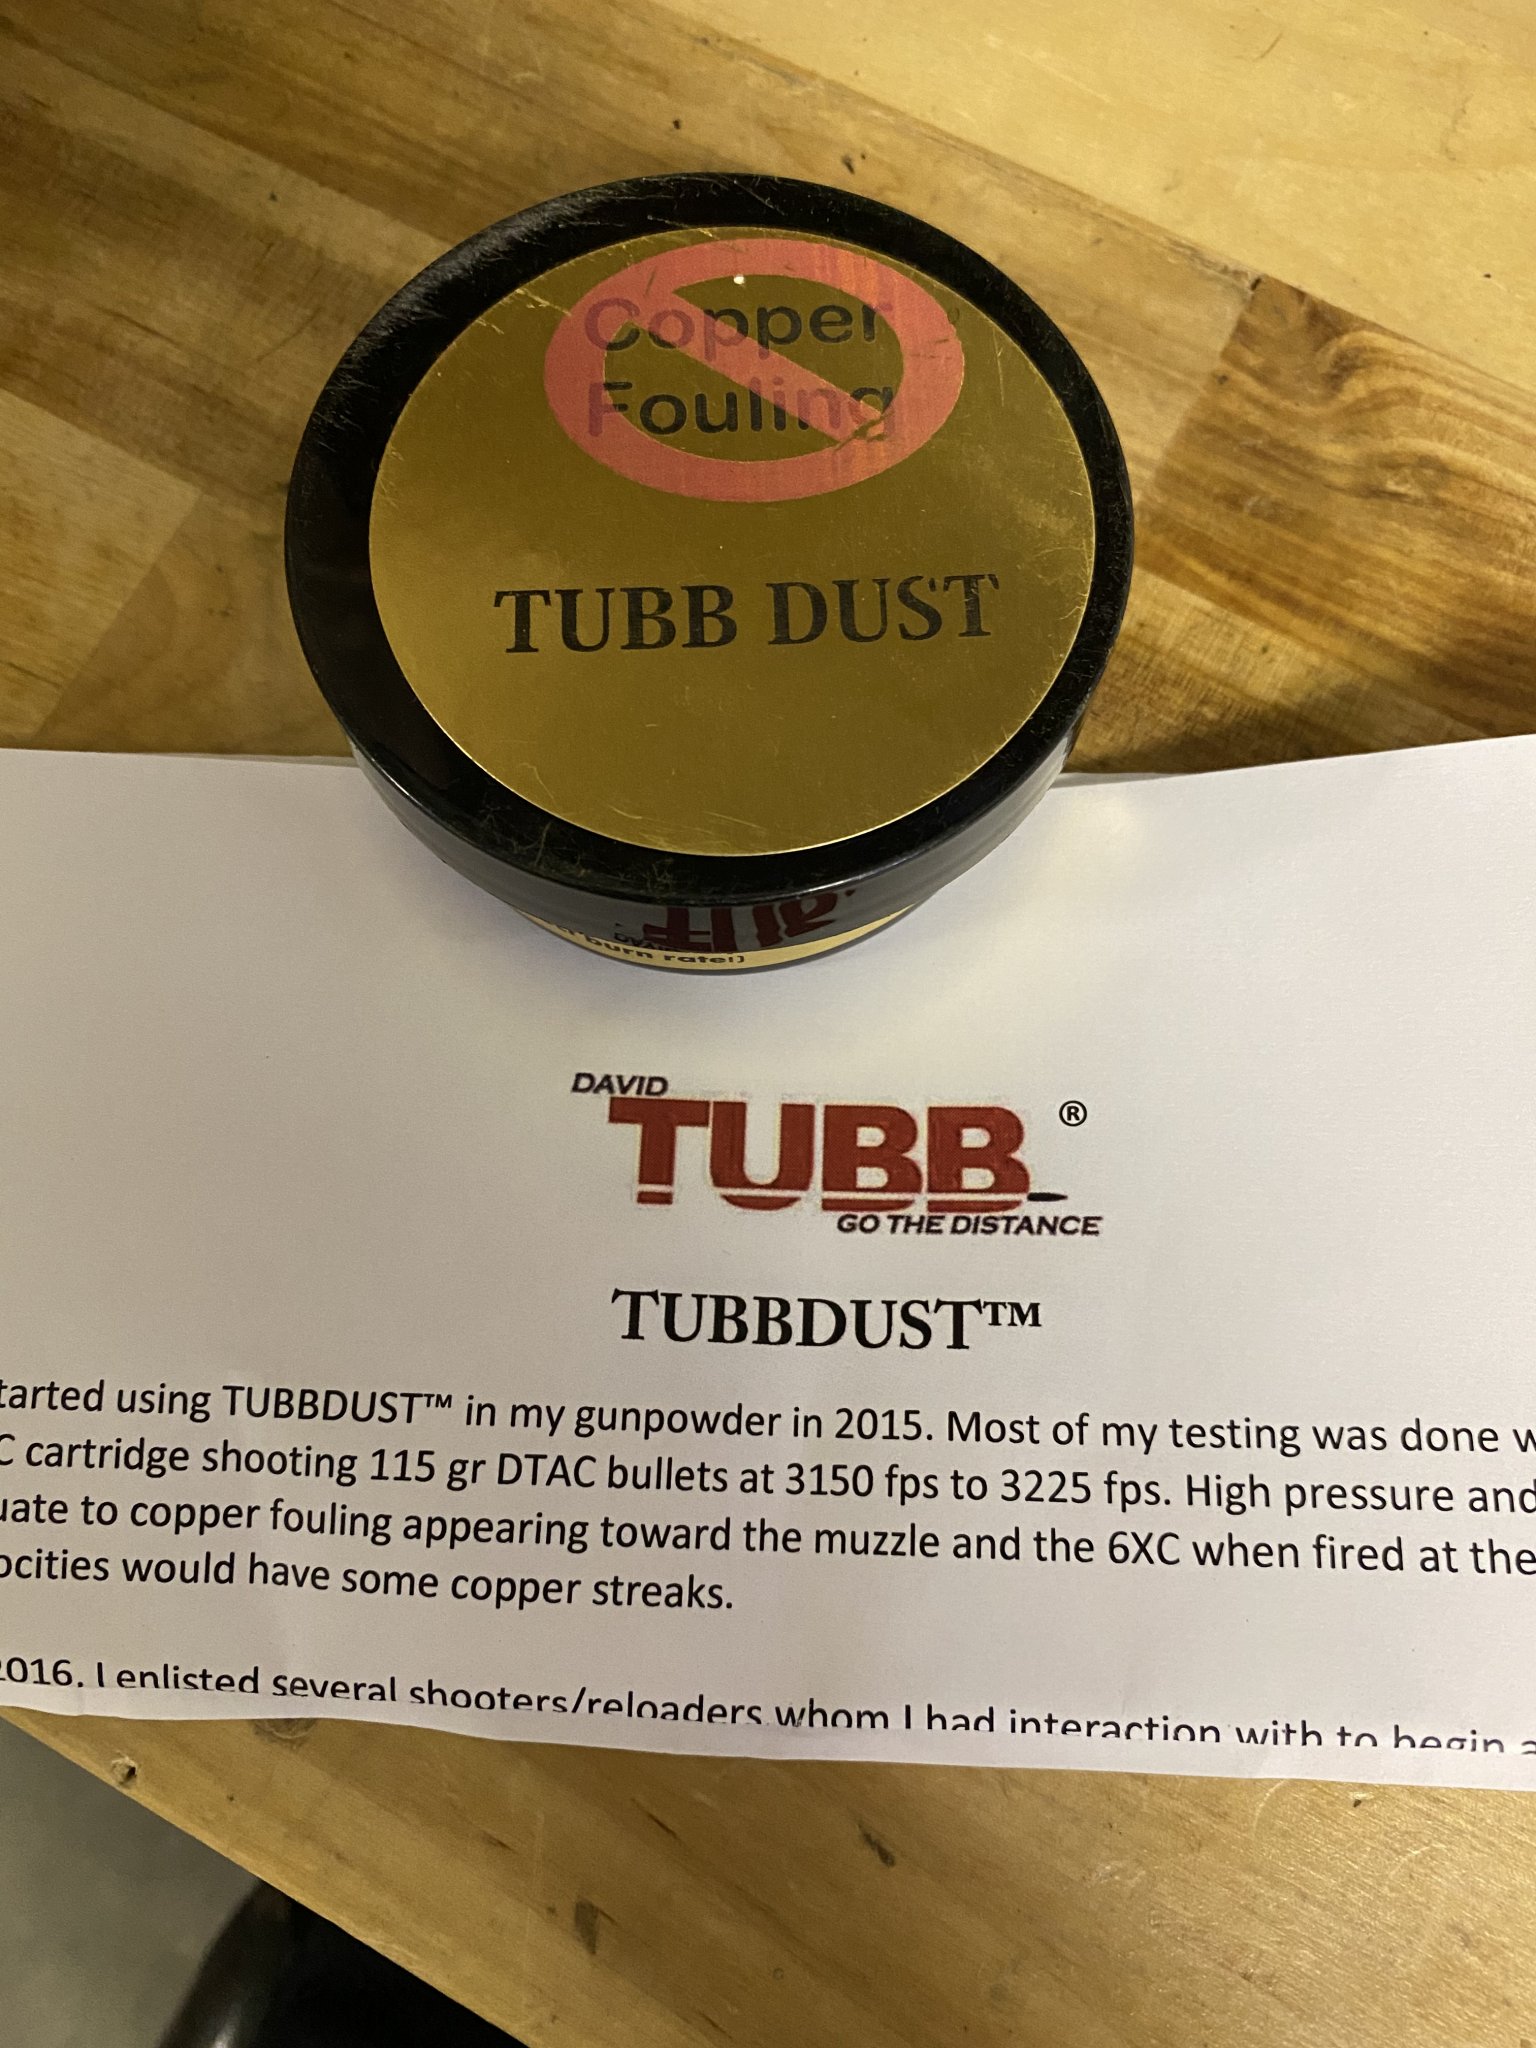 Copper
Fouling
TUBB DUST
burn rate!)
DAVID
TUBB ®
GO THE DISTANCE
TUBBDUST™
tarted using TUBBDUST™ in my gunpowder in 2015. Most of my testing was done w
C cartridge shooting 115 gr DTAC bullets at 3150 fps to 3225 fps. High pressure and
uate to copper fouling appearing toward the muzzle and the 6XC when fired at the
ocities would have some copper streaks.
2016. I enlisted several shooters/reloaders whom I had interaction with to begin a